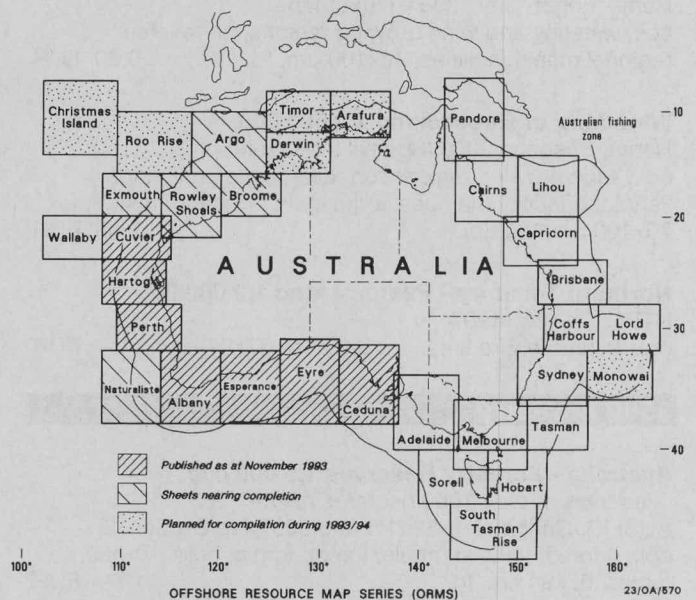 Christmas
Island
Roo Rise
Argo
Timor
Arafura
Darwin
Pandora
Australian fishing
zone
-10
Exmouth
Rowley
Shoals
Broome
Cairns
Lihou
-20
Wallaby
Cuvier
Capricorn
AUSTRALIA
Hartog
Brisbane
Perth
Coffs
Harbour
Lord
Howe
-30
Naturaliste
Albany
Esperance
Eyre
Ceduna
Sydney
Monowai
Adelaide
Melbourne
Tasman
-40
Sorell
Hobart
South
Tasman
Rise
Published as at November 1993
Sheets nearing completion
Planned for compilation during 1993/94
100°
110°
120°
130°
140°
150°
160°
OFFSHORE RESOURCE MAP SERIES (ORMS)
23/OA/570